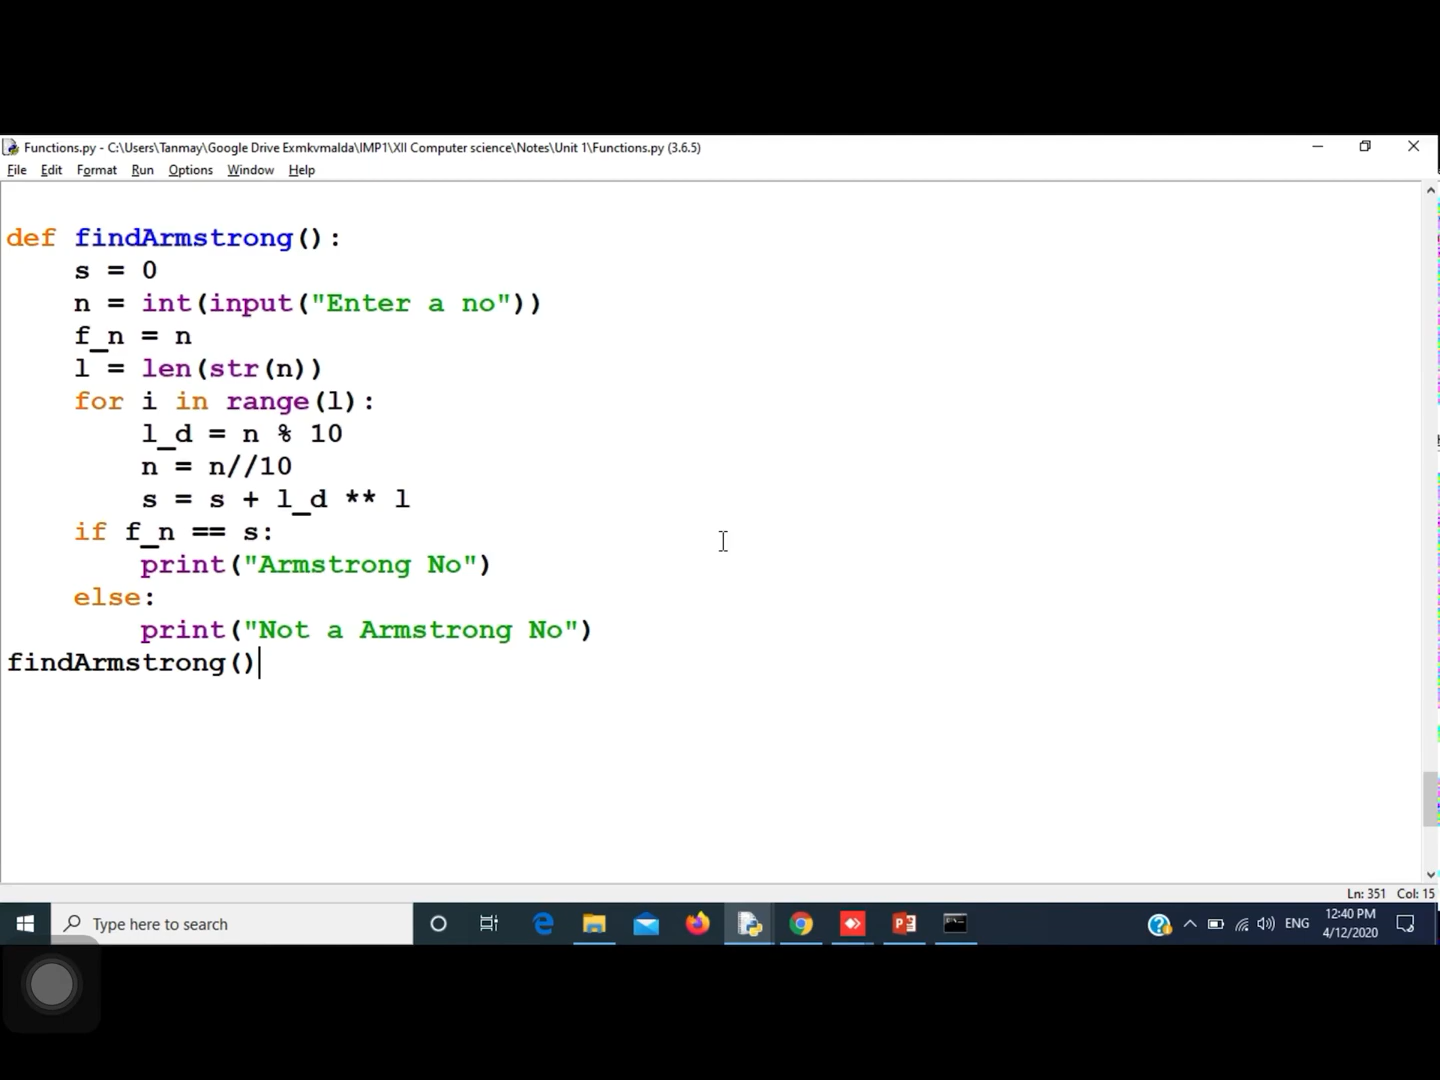 Functions.py - C:\Users\Tanmay\Google Drive Exmkvmalda\IMP1\XII Computer science\Notes\Unit 1\Functions.py (3.6.5)
File Edit Format Run Options Window Help
def findArmstrong():
    s = 0
    n = int(input("Enter a no"))
    f_n = n
    l = len(str(n))
    for i in range(l):
        l_d = n % 10
        n = n//10
        s = s + l_d ** l
    if f_n == s:
        print("Armstrong No")
    else:
        print("Not a Armstrong No")
findArmstrong()
Ln: 351 Col: 15
Type here to search
ENG
12:40 PM
4/12/2020